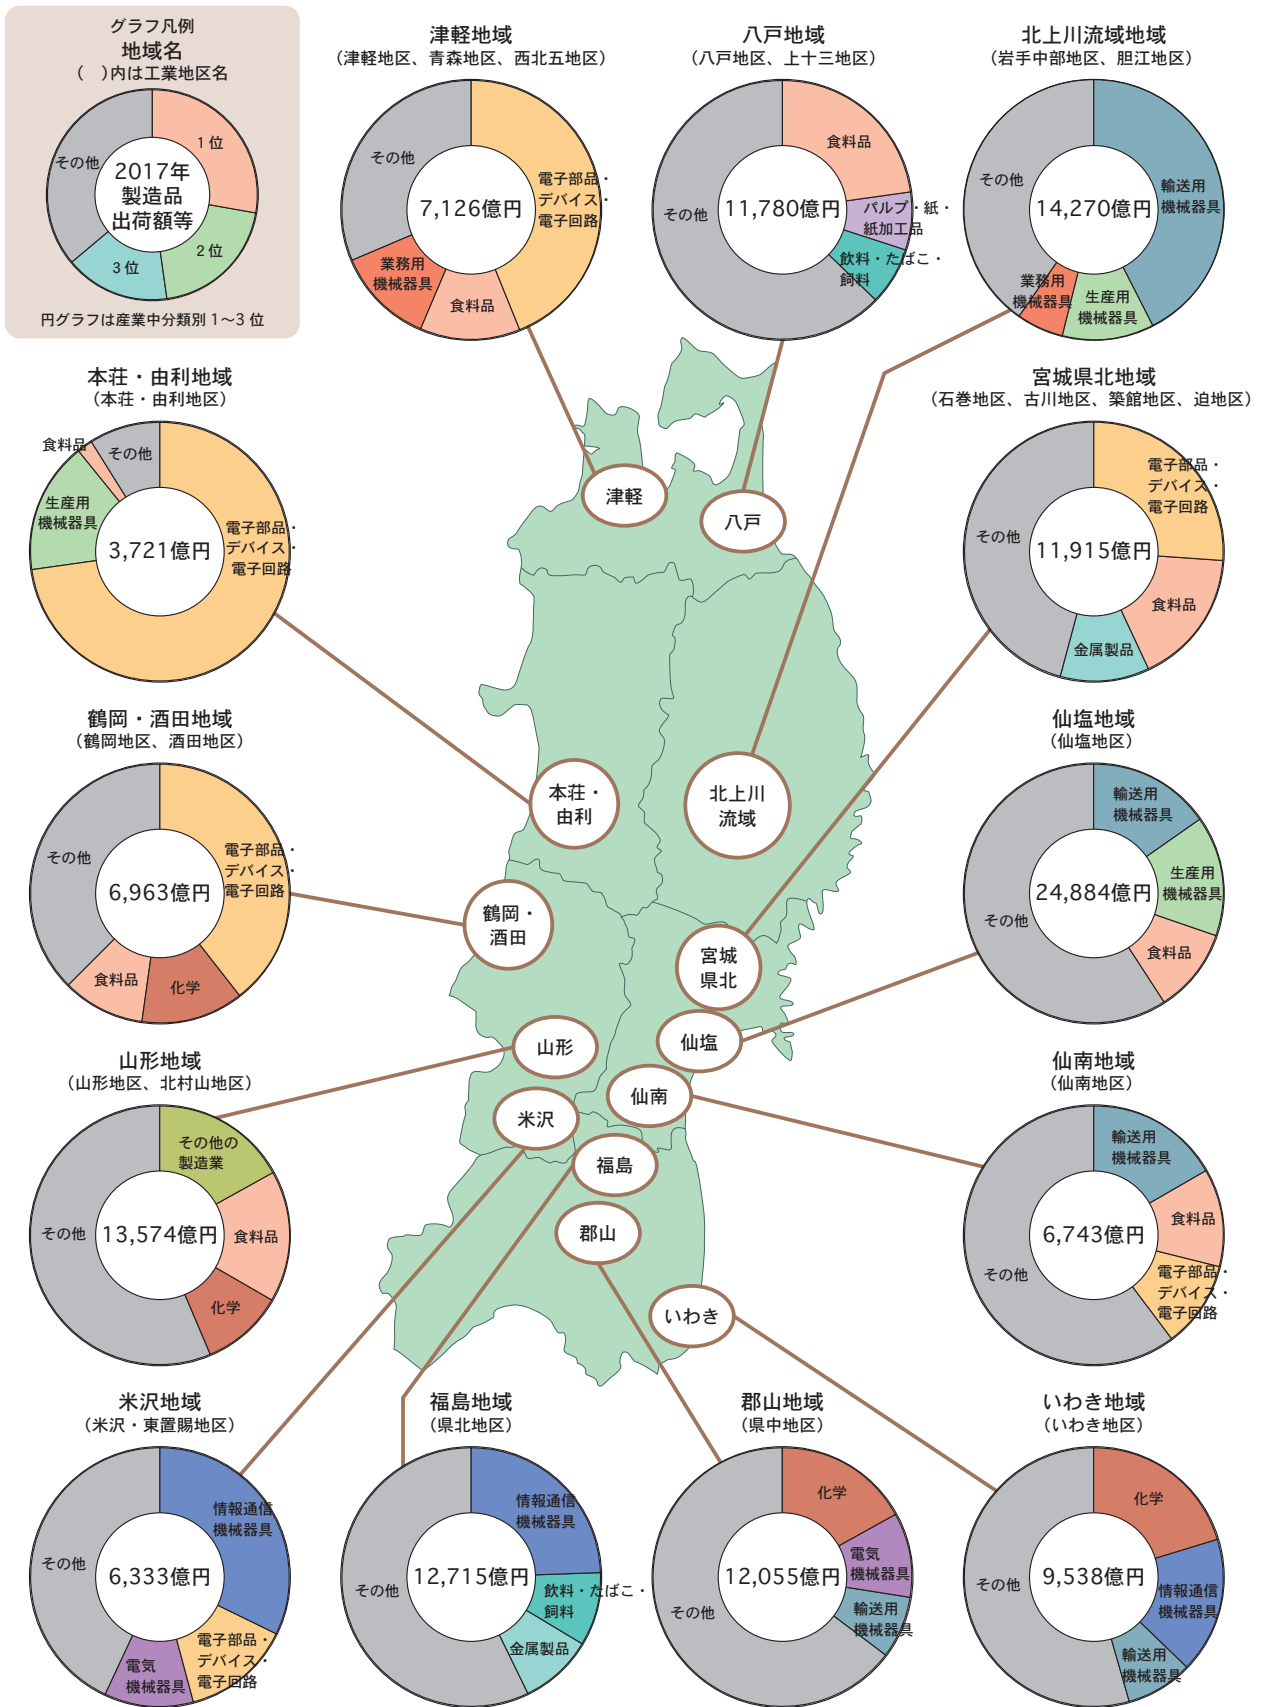 グラフ凡例
地域名
（　）内は工業地区名
1 位
2 位
3 位
その他
2017年
製造品
出荷額等
円グラフは産業中分類別 1〜3 位
津軽地域
（津軽地区、青森地区、西北五地区）
電子部品・
デバイス・
電子回路
食料品
業務用
機械器具
その他
7,126億円
八戸地域
（八戸地区、上十三地区）
食料品
パルプ・紙・
紙加工品
飲料・たばこ・
飼料
その他
11,780億円
北上川流域地域
（岩手中部地区、胆江地区）
輸送用
機械器具
生産用
機械器具
業務用
機械器具
その他
14,270億円
本荘・由利地域
（本荘・由利地区）
電子部品・
デバイス・
電子回路
生産用
機械器具
食料品
その他
3,721億円
宮城県北地域
（石巻地区、古川地区、築館地区、迫地区）
電子部品・
デバイス・
電子回路
食料品
金属製品
その他
11,915億円
鶴岡・酒田地域
（鶴岡地区、酒田地区）
電子部品・
デバイス・
電子回路
化学
食料品
その他
6,963億円
仙塩地域
（仙塩地区）
輸送用
機械器具
生産用
機械器具
食料品
その他
24,884億円
山形地域
（山形地区、北村山地区）
その他の
製造業
食料品
化学
その他
13,574億円
仙南地域
（仙南地区）
輸送用
機械器具
食料品
電子部品・
デバイス・
電子回路
その他
6,743億円
津軽
八戸
本荘・
由利
北上川
流域
鶴岡・
酒田
宮城
県北
山形
仙塩
仙南
米沢
福島
郡山
いわき
米沢地域
（米沢・東置賜地区）
情報通信
機械器具
電子部品・
デバイス・
電子回路
電気
機械器具
その他
6,333億円
福島地域
（県北地区）
情報通信
機械器具
飲料・たばこ・
飼料
金属製品
その他
12,715億円
郡山地域
（県中地区）
化学
電気
機械器具
輸送用
機械器具
その他
12,055億円
いわき地域
（いわき地区）
化学
情報通信
機械器具
輸送用
機械器具
その他
9,538億円